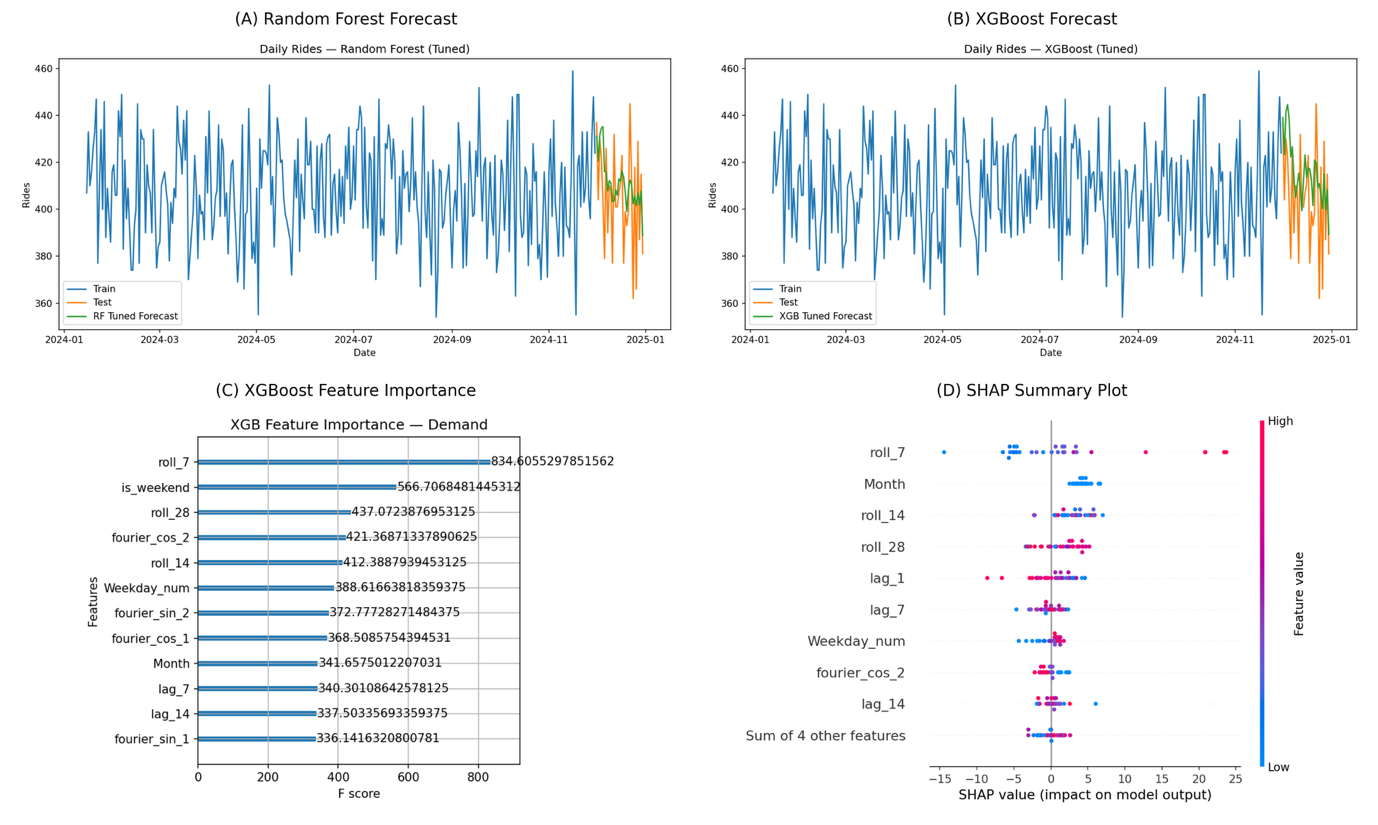 (A) Random Forest Forecast
Daily Rides — Random Forest (Tuned)
460
440
420
400
380
360
Rides
Train
Test
RF Tuned Forecast
2024-01 2024-03 2024-05 2024-07 2024-09 2024-11 2025-01
Date
(B) XGBoost Forecast
Daily Rides — XGBoost (Tuned)
460
440
420
400
380
360
Rides
Train
Test
XGB Tuned Forecast
2024-01 2024-03 2024-05 2024-07 2024-09 2024-11 2025-01
Date
(C) XGBoost Feature Importance
XGB Feature Importance — Demand
Features
roll_7 834.6055297851562
is_weekend 566.7068481445312
roll_28 437.0723876953125
fourier_cos_2 421.36871337890625
roll_14 412.3887939453125
Weekday_num 388.61663818359375
fourier_sin_2 372.77728271484375
fourier_cos_1 368.5085754394531
Month 341.6575012207031
lag_7 340.30108642578125
lag_14 337.50335693359375
fourier_sin_1 336.1416320800781
0 200 400 600 800
F score
(D) SHAP Summary Plot
roll_7
Month
roll_14
roll_28
lag_1
lag_7
Weekday_num
fourier_cos_2
lag_14
Sum of 4 other features
−15 −10 −5 0 5 10 15 20 25
SHAP value (impact on model output)
High
Feature value
Low